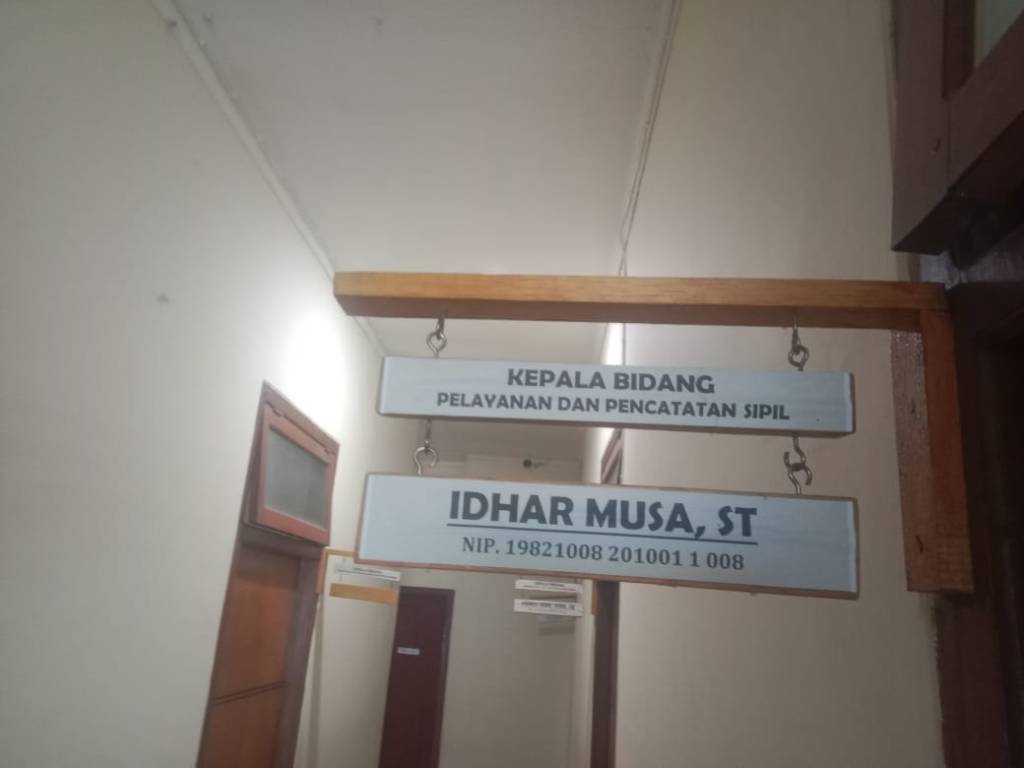 KEPALA BIDANG
PELAYANAN DAN PENCATATAN SIPIL
IDHAR MUSA, ST
NIP. 19821008 201001 1 008